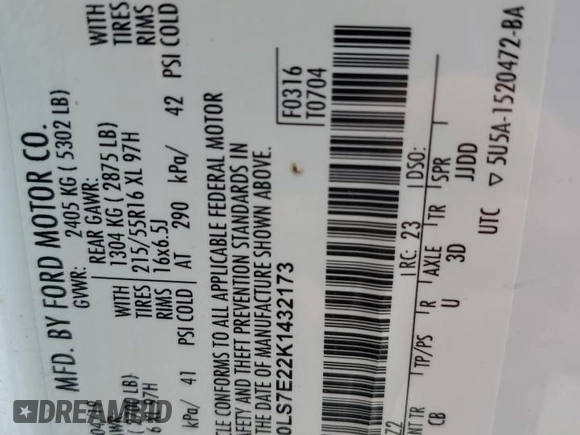 MFD. BY FORD MOTOR CO.
GVWR: 2405 KG ( 5302 LB)
REAR GAWR:
1304 KG ( 2875 LB)
WITH
215/55R16 XL 97H
TIRES
16x6.5J
RIMS
AT 290 kPa/ 42 PSI COLD
WITH
TIRES
RIMS
PSI COLD
kPa/ 41
CLE CONFORMS TO ALL APPLICABLE FEDERAL MOTOR
AFETY AND THEFT PREVENTION STANDARDS IN
THE DATE OF MANUFACTURE SHOWN ABOVE.
0LS7E22K1432173
F0316
T0704
RC: 23 DSO:
NT TR TP/PS R AXLE TR SPR
CB U 3D JJDD
UTC ▽ 5U5A-1520472-BA
DREAMBID